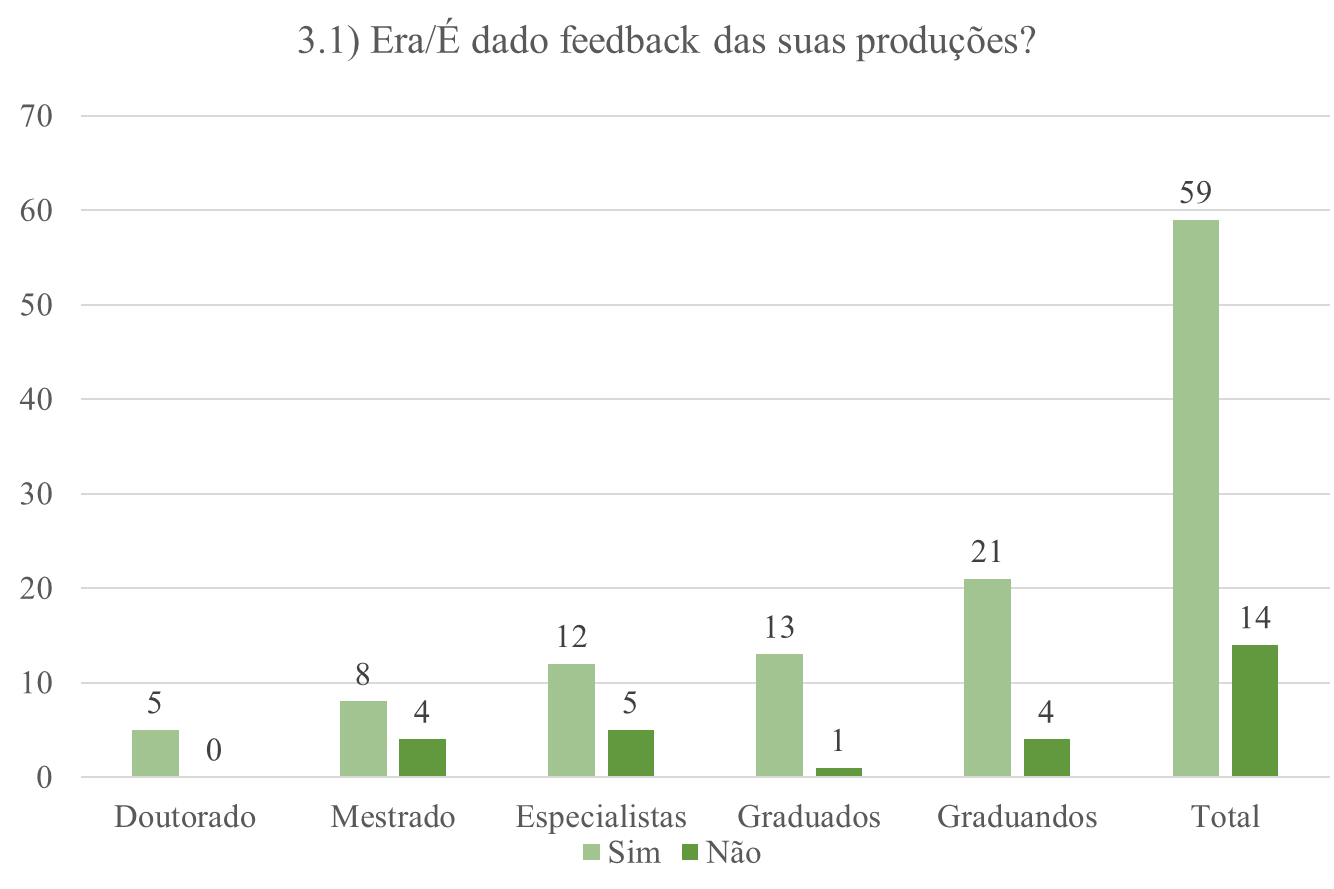 3.1) Era/É dado feedback das suas produções?
70
60
50
40
30
20
10
0
5
0
8
4
12
5
13
1
21
4
59
14
Doutorado
Mestrado
Especialistas
Graduados
Graduandos
Total
Sim
Não